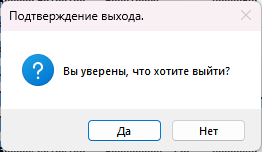 Подтверждение выхода.
Вы уверены, что хотите выйти?
Да
Нет